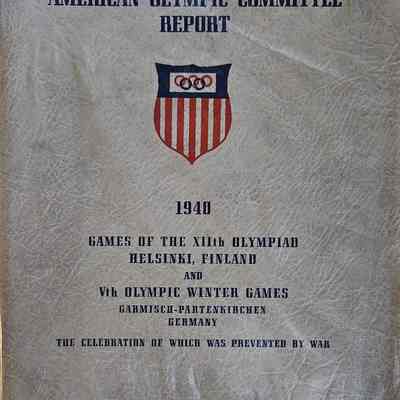 AMERICAN OLYMPIC COMMITTEE
REPORT
1940
GAMES OF THE XIIth OLYMPIAD
HELSINKI, FINLAND
AND
Vth OLYMPIC WINTER GAMES
GARMISCH-PARTENKIRCHEN
GERMANY
THE CELEBRATION OF WHICH WAS PREVENTED BY WAR